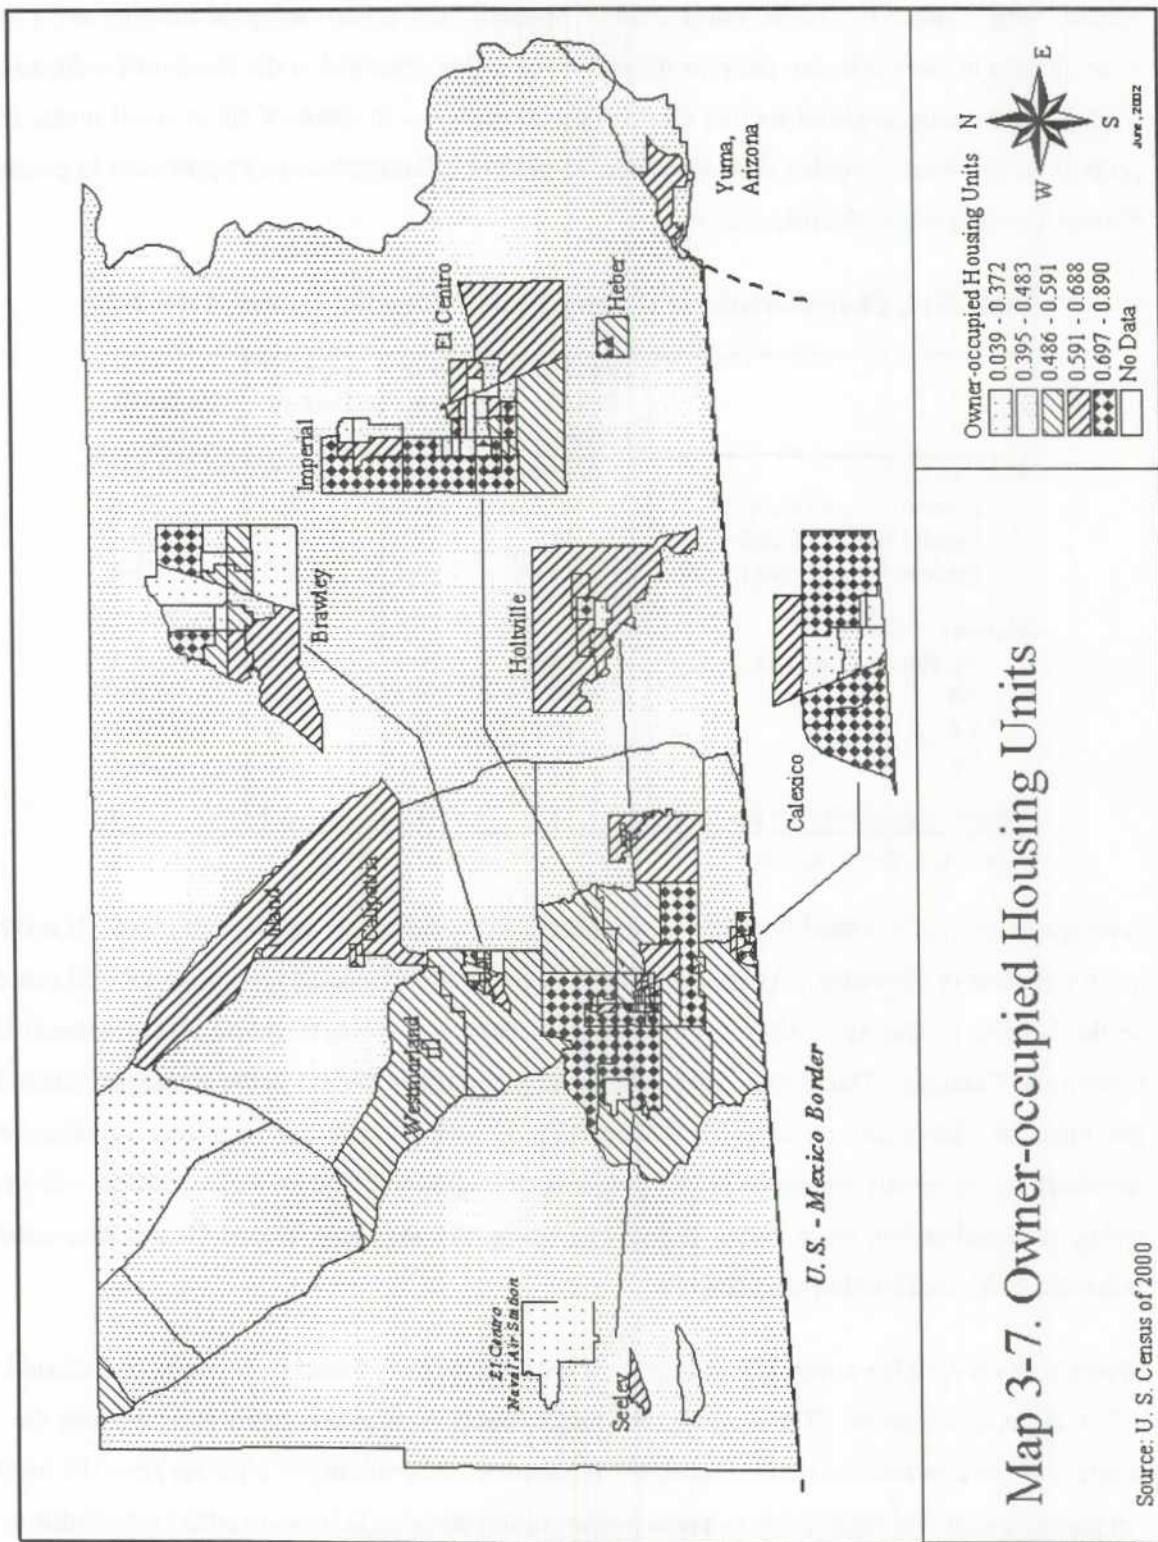 Niland
Calipatria
Westmorland
Brawley
Imperial
El Centro
Heber
Holtville
Yuma,
Arizona
El Centro
Naval Air Station
Seeley
Calexico
U. S. - Mexico Border
Map 3-7. Owner-occupied Housing Units
Source: U. S. Census of 2000
Owner-occupied Housing Units
0.039 - 0.372
0.395 - 0.483
0.486 - 0.591
0.591 - 0.688
0.697 - 0.890
No Data
N
W
E
S
June, 2002